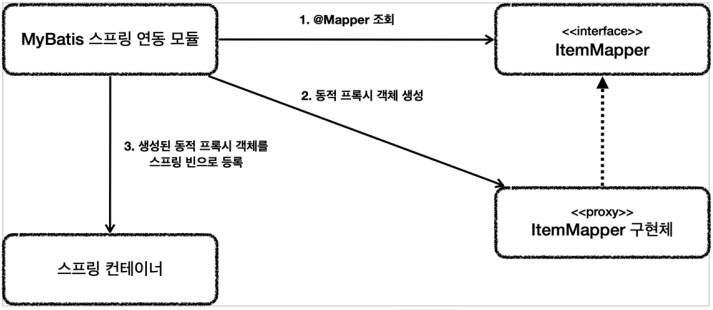 MyBatis 스프링 연동 모듈
1. @Mapper 조회
<<interface>>
ItemMapper
2. 동적 프록시 객체 생성
3. 생성된 동적 프록시 객체를
스프링 빈으로 등록
<<proxy>>
ItemMapper 구현체
스프링 컨테이너